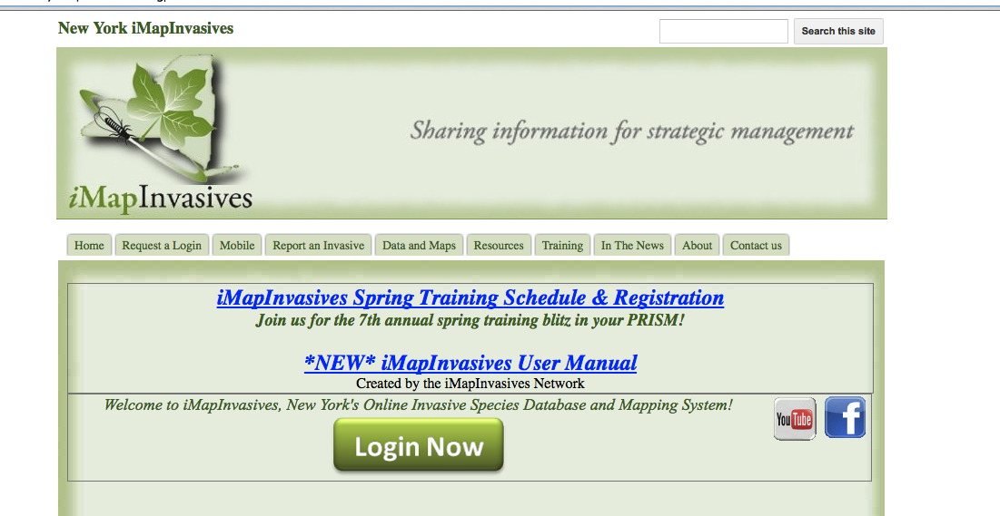 New York iMapInvasives
Search this site
Sharing information for strategic management
iMapInvasives
Home Request a Login Mobile Report an Invasive Data and Maps Resources Training In The News About Contact us
iMapInvasives Spring Training Schedule & Registration
Join us for the 7th annual spring training blitz in your PRISM!
*NEW* iMapInvasives User Manual
Created by the iMapInvasives Network
Welcome to iMapInvasives, New York's Online Invasive Species Database and Mapping System!
YouTube f
Login Now